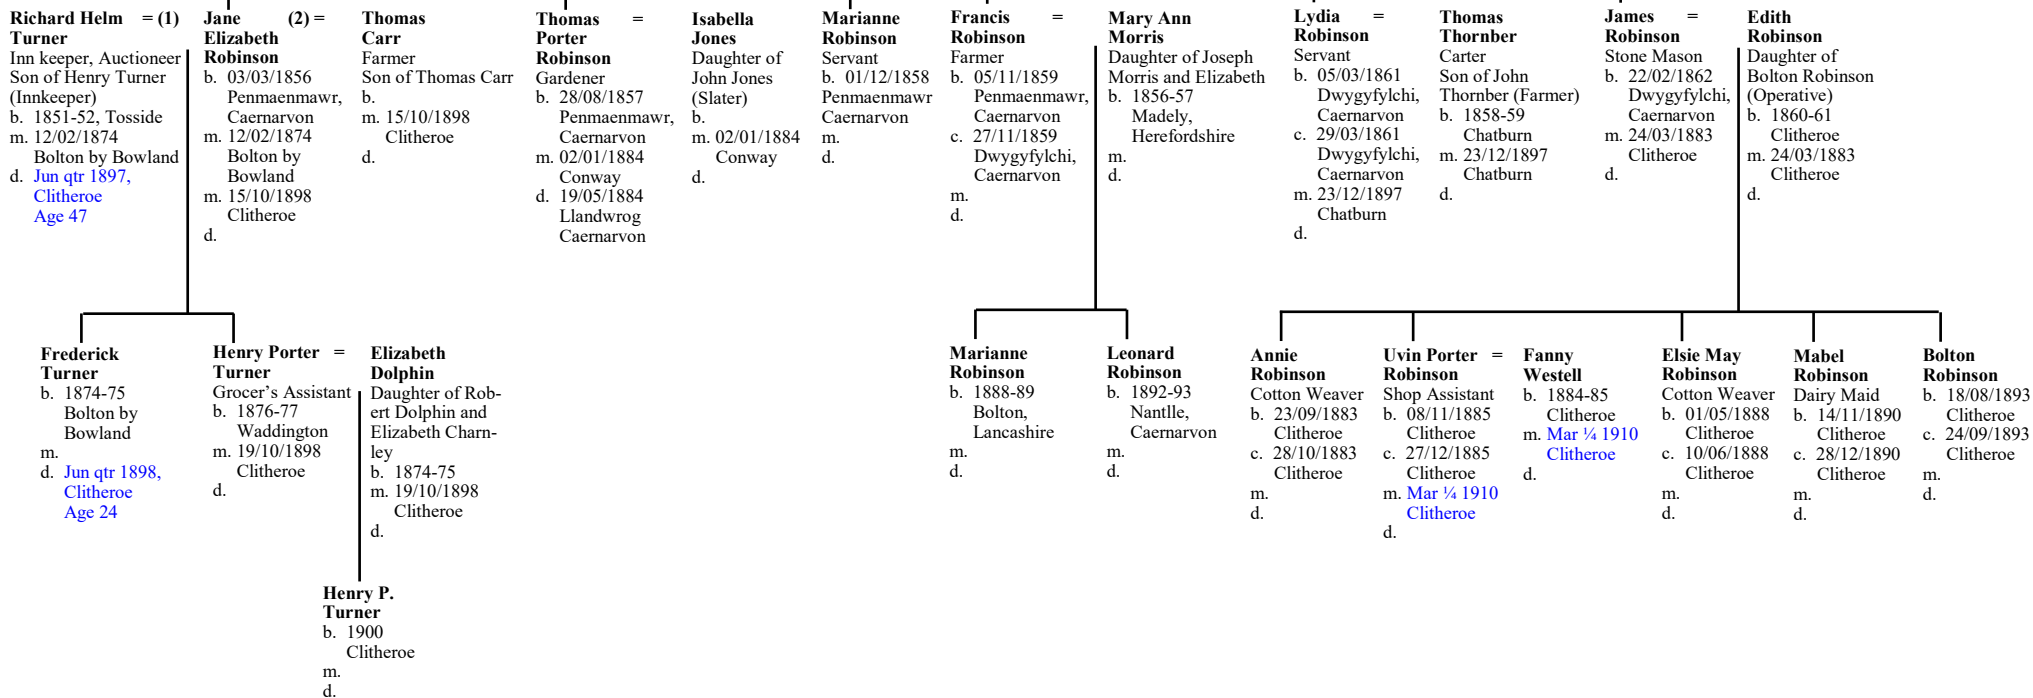 Richard Helm = (1)
Turner
Inn keeper, Auctioneer
Son of Henry Turner
(Innkeeper)
b. 1851-52, Tosside
m. 12/02/1874
Bolton by Bowland
d. Jun qtr 1897,
Clitheroe
Age 47
Jane (2) =
Elizabeth
Robinson
b. 03/03/1856
Penmaenmawr,
Caernarvon
m. 12/02/1874
Bolton by
Bowland
m. 15/10/1898
Clitheroe
d.
Thomas
Carr
Farmer
Son of Thomas Carr
b.
m. 15/10/1898
Clitheroe
d.
Thomas =
Porter
Robinson
Gardener
b. 28/08/1857
Penmaenmawr,
Caernarvon
m. 02/01/1884
Conway
d. 19/05/1884
Llandwrog
Caernarvon
Isabella
Jones
Daughter of
John Jones
(Slater)
b.
m. 02/01/1884
Conway
d.
Marianne
Robinson
Servant
b. 01/12/1858
Penmaenmawr
Caernarvon
m.
d.
Francis =
Robinson
Farmer
b. 05/11/1859
Penmaenmawr,
Caernarvon
c. 27/11/1859
Dwygyfylchi,
Caernarvon
m.
d.
Mary Ann
Morris
Daughter of Joseph
Morris and Elizabeth
b. 1856-57
Madely,
Herefordshire
m.
d.
Lydia =
Robinson
Servant
b. 05/03/1861
Dwygyfylchi,
Caernarvon
c. 29/03/1861
Dwygyfylchi,
Caernarvon
m. 23/12/1897
Chatburn
d.
Thomas
Thornber
Carter
Son of John
Thornber (Farmer)
b. 1858-59
Chatburn
m. 23/12/1897
Chatburn
d.
James =
Robinson
Stone Mason
b. 22/02/1862
Dwygyfylchi,
Caernarvon
m. 24/03/1883
Clitheroe
d.
Edith
Robinson
Daughter of
Bolton Robinson
(Operative)
b. 1860-61
Clitheroe
m. 24/03/1883
Clitheroe
d.
Frederick
Turner
b. 1874-75
Bolton by
Bowland
m.
d. Jun qtr 1898,
Clitheroe
Age 24
Henry Porter =
Turner
Grocer’s Assistant
b. 1876-77
Waddington
m. 19/10/1898
Clitheroe
d.
Elizabeth
Dolphin
Daughter of Rob-
ert Dolphin and
Elizabeth Charn-
ley
b. 1874-75
m. 19/10/1898
Clitheroe
d.
Marianne
Robinson
b. 1888-89
Bolton,
Lancashire
m.
d.
Leonard
Robinson
b. 1892-93
Nantlle,
Caernarvon
m.
d.
Annie
Robinson
Cotton Weaver
b. 23/09/1883
Clitheroe
c. 28/10/1883
Clitheroe
m.
d.
Uvin Porter =
Robinson
Shop Assistant
b. 08/11/1885
Clitheroe
c. 27/12/1885
Clitheroe
m. Mar ¼ 1910
Clitheroe
d.
Fanny
Westell
b. 1884-85
Clitheroe
m. Mar ¼ 1910
Clitheroe
d.
Elsie May
Robinson
Cotton Weaver
b. 01/05/1888
Clitheroe
c. 10/06/1888
Clitheroe
m.
d.
Mabel
Robinson
Dairy Maid
b. 14/11/1890
Clitheroe
c. 28/12/1890
Clitheroe
m.
d.
Bolton
Robinson
b. 18/08/1893
Clitheroe
c. 24/09/1893
Clitheroe
m.
d.
Henry P.
Turner
b. 1900
Clitheroe
m.
d.